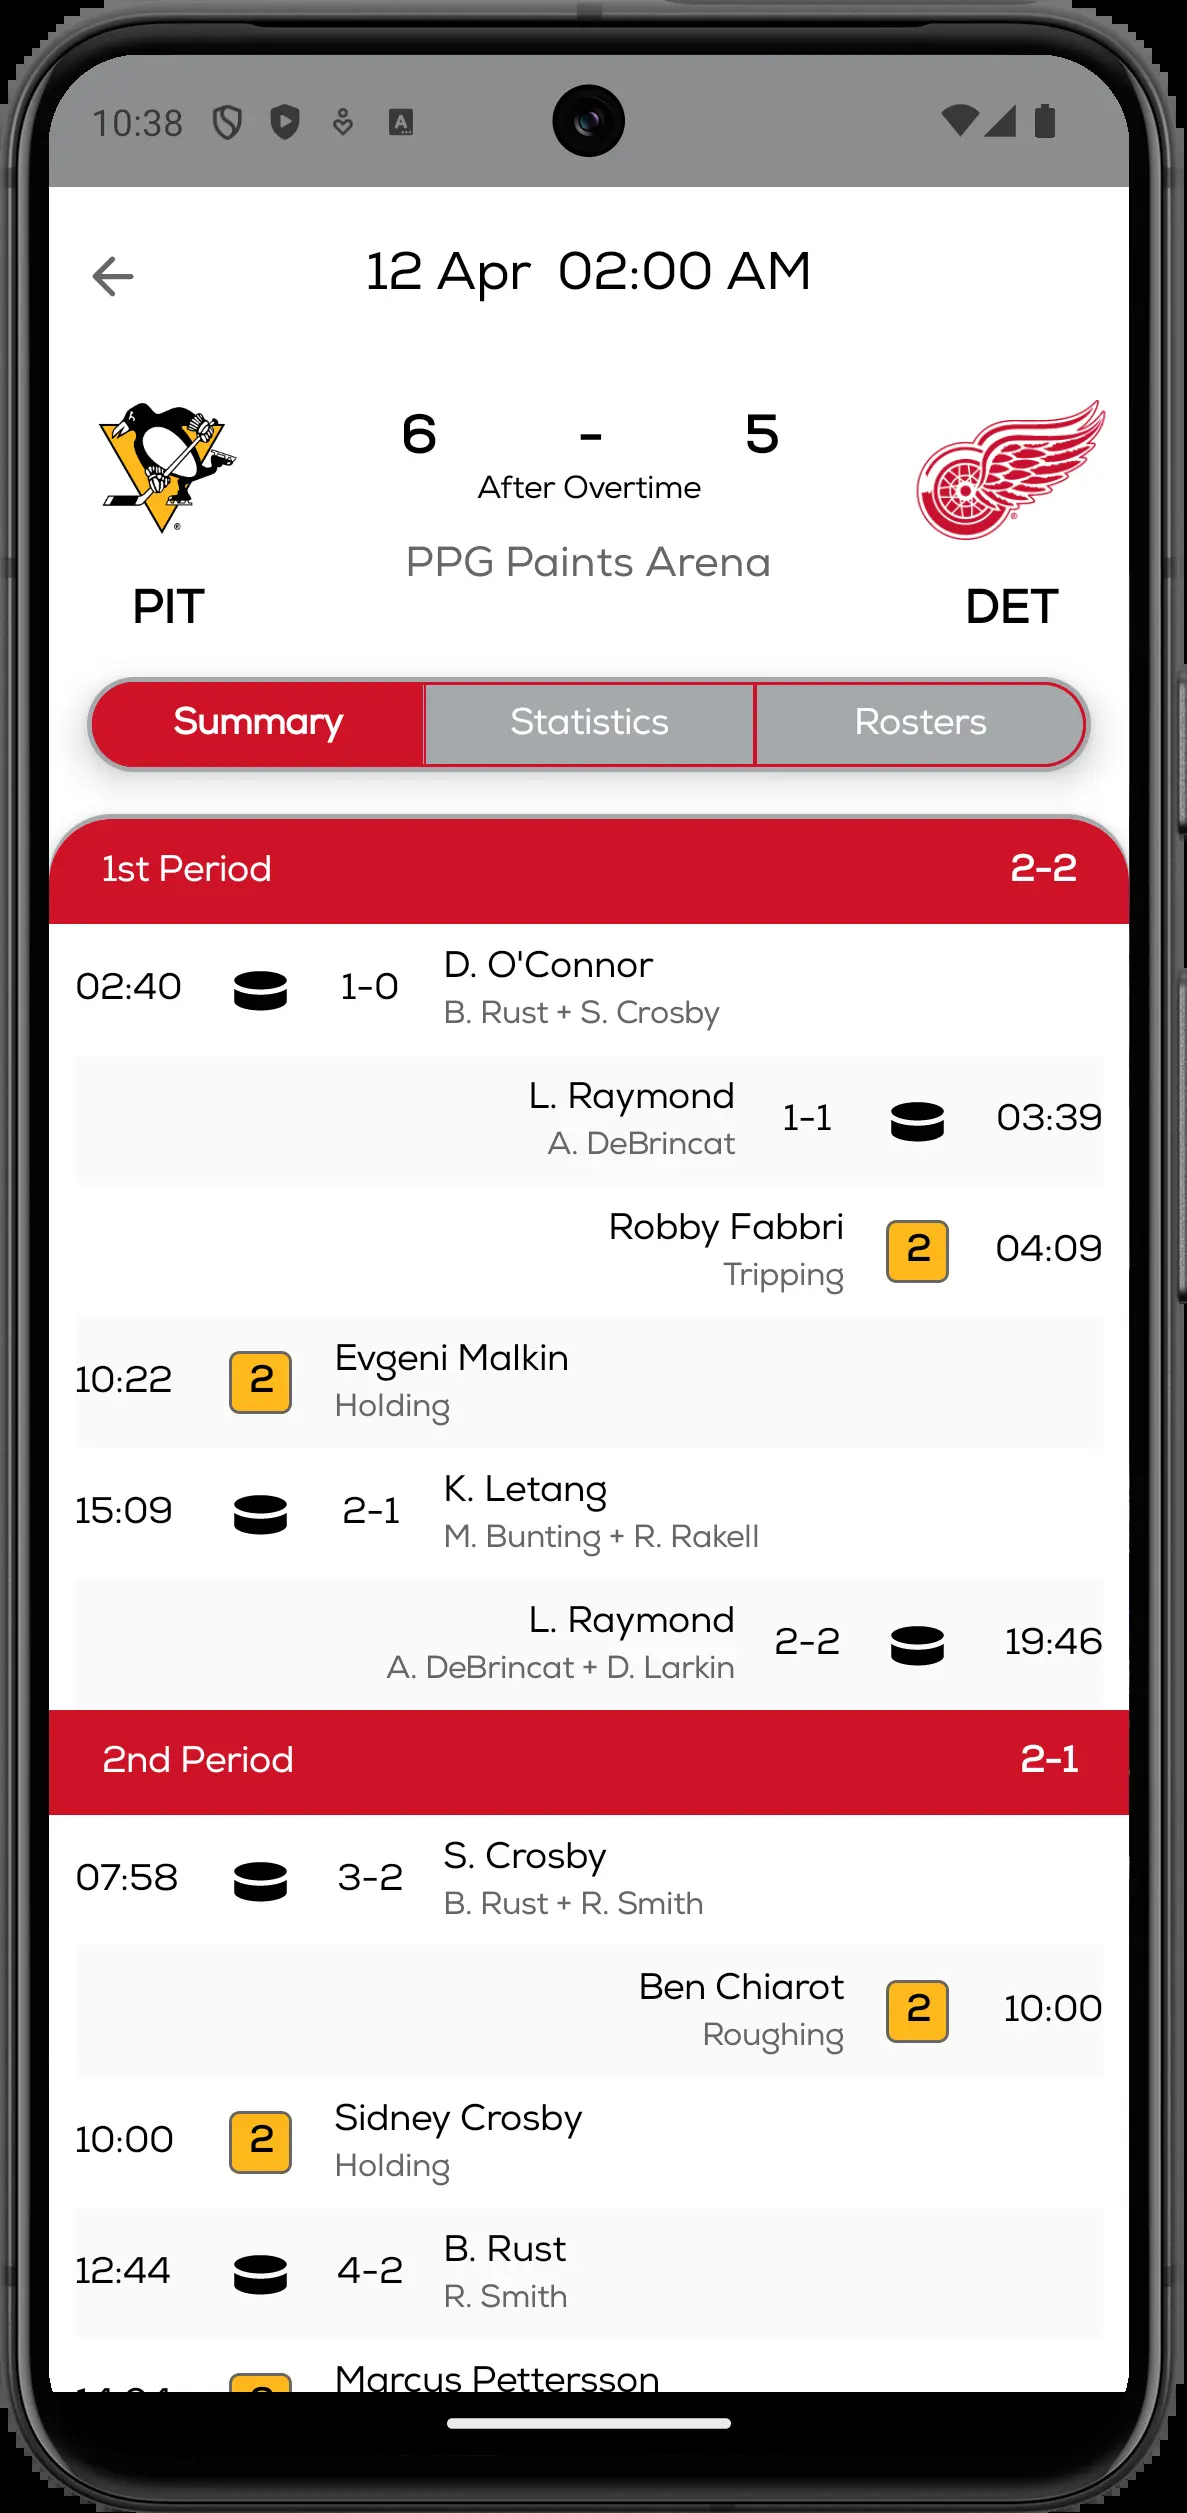 10:38
12 Apr 02:00 AM
6 - 5
After Overtime
PPG Paints Arena
PIT
DET
Summary Statistics Rosters
1st Period 2-2
02:40 1-0 D. O'Connor
B. Rust + S. Crosby
L. Raymond 1-1 03:39
A. DeBrincat
Robby Fabbri 2 04:09
Tripping
10:22 2 Evgeni Malkin
Holding
15:09 2-1 K. Letang
M. Bunting + R. Rakell
L. Raymond 2-2 19:46
A. DeBrincat + D. Larkin
2nd Period 2-1
07:58 3-2 S. Crosby
B. Rust + R. Smith
Ben Chiarot 2 10:00
Roughing
10:00 2 Sidney Crosby
Holding
12:44 4-2 B. Rust
R. Smith
Marcus Pettersson